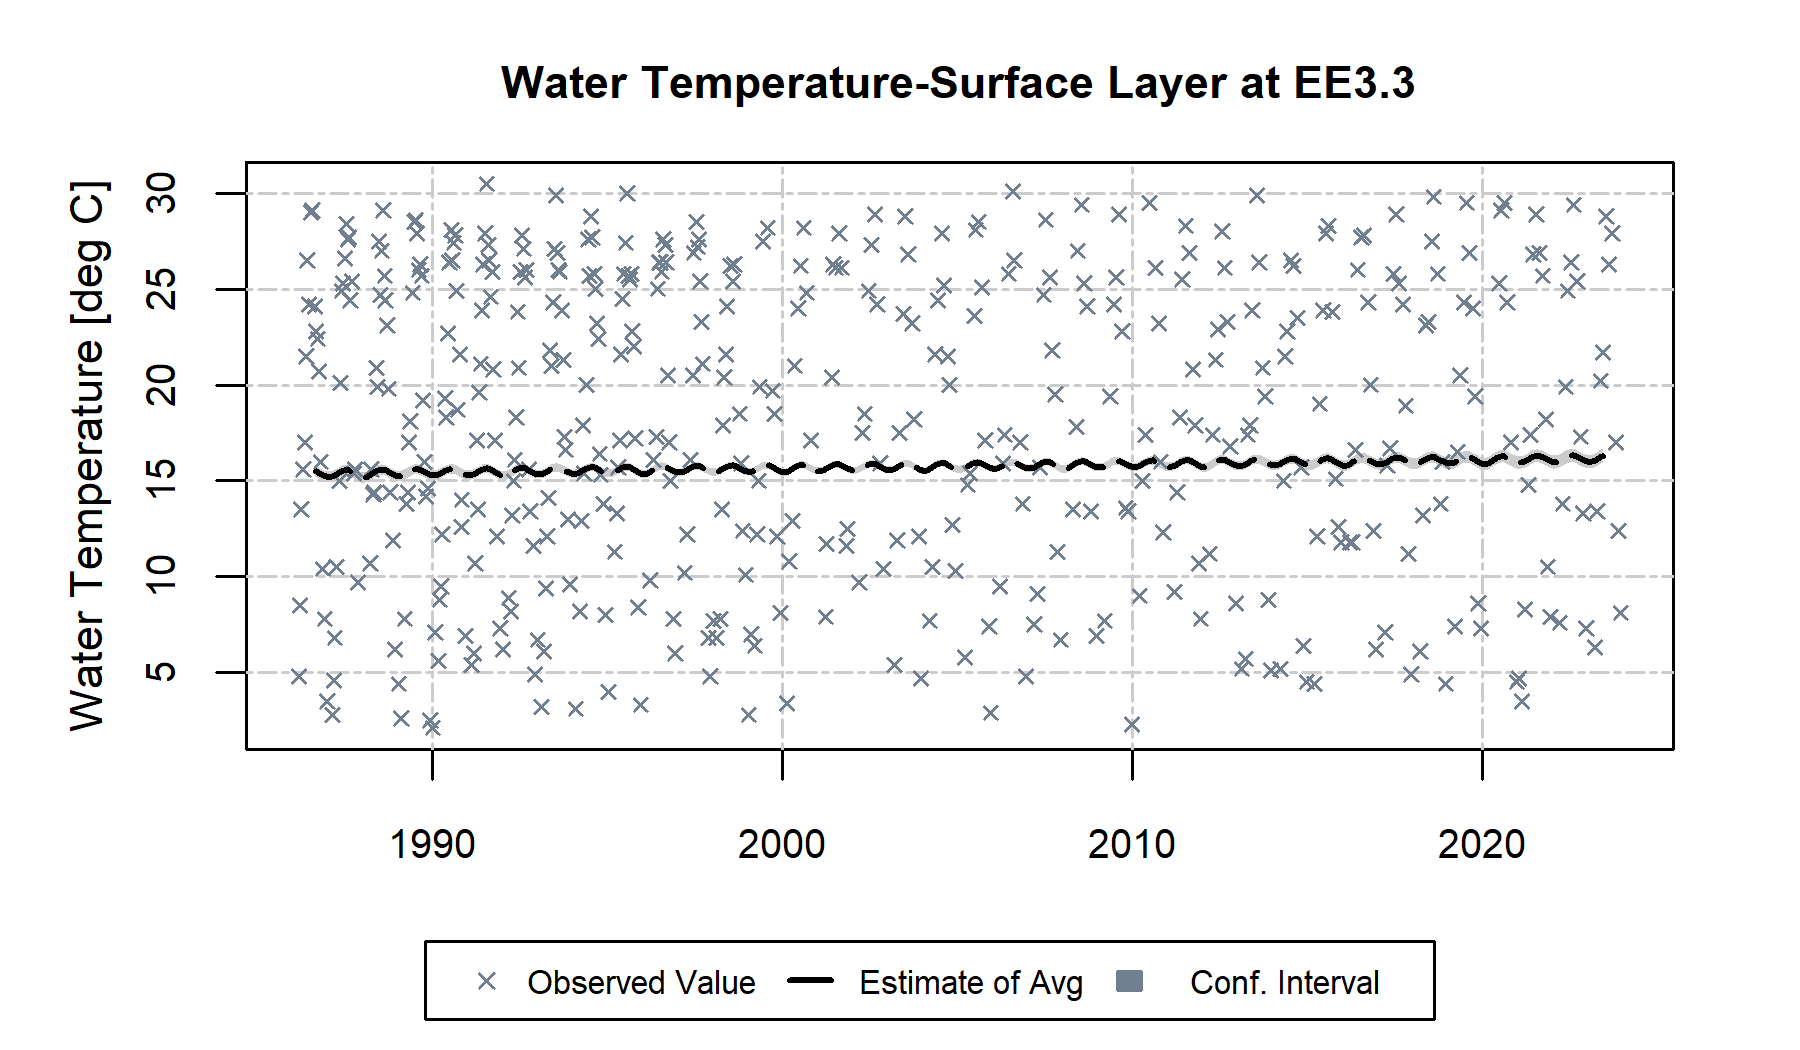 Water Temperature-Surface Layer at EE3.3
Water Temperature [deg C]
30
25
20
15
10
5
1990
2000
2010
2020
Observed Value
Estimate of Avg
Conf. Interval